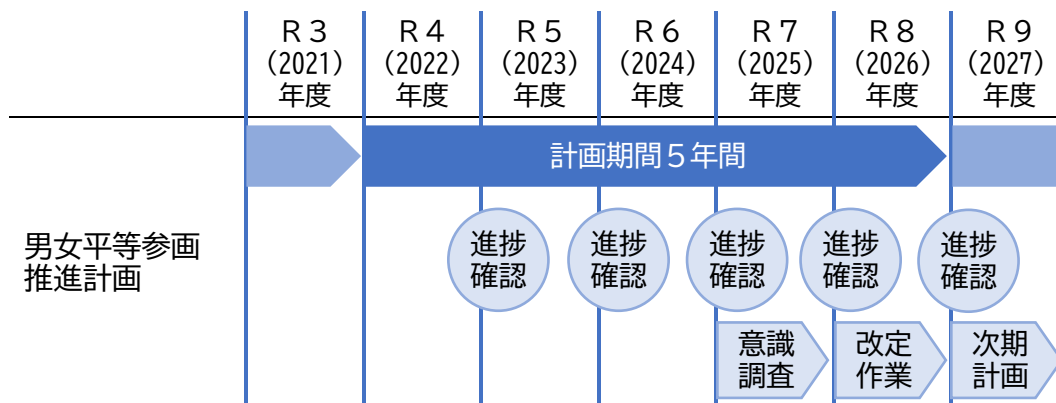 R3 R4 R5 R6 R7 R8 R9
(2021) (2022) (2023) (2024) (2025) (2026) (2027)
年度 年度 年度 年度 年度 年度 年度
計画期間5年間
男女平等参画
推進計画
進捗 進捗 進捗 進捗 進捗
確認 確認 確認 確認 確認
意識 改定 次期
調査 作業 計画